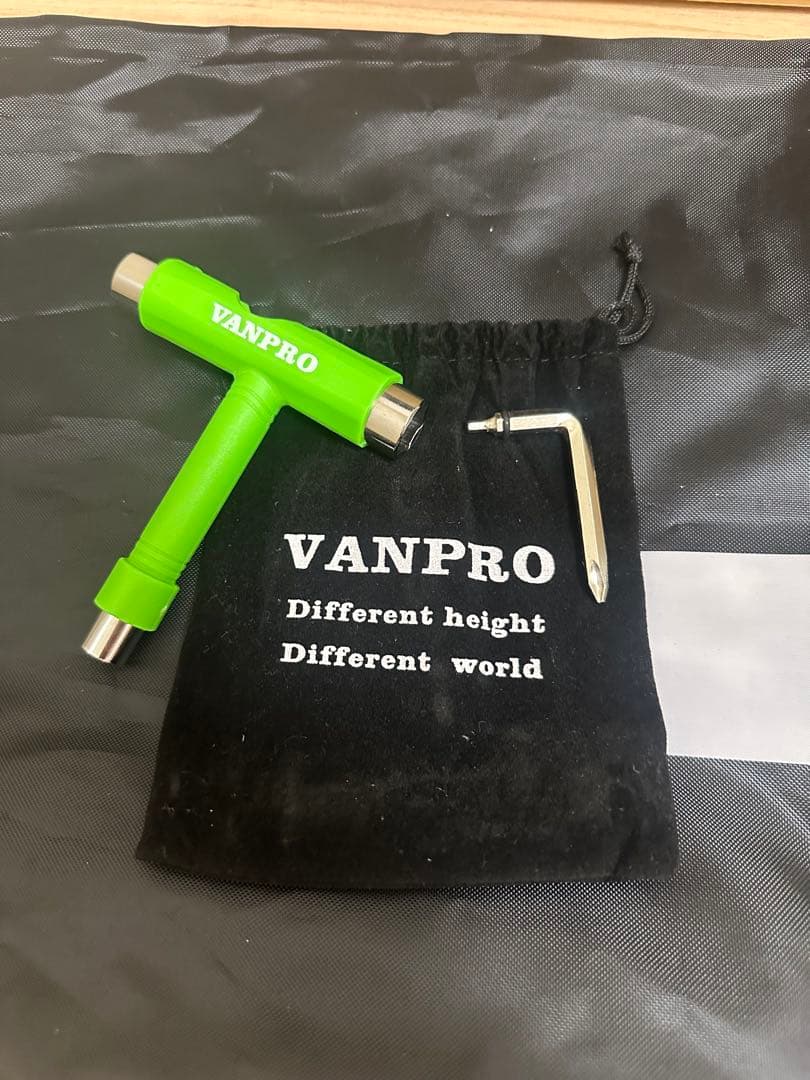 VANPRO
VANPRO
Different height
Different world